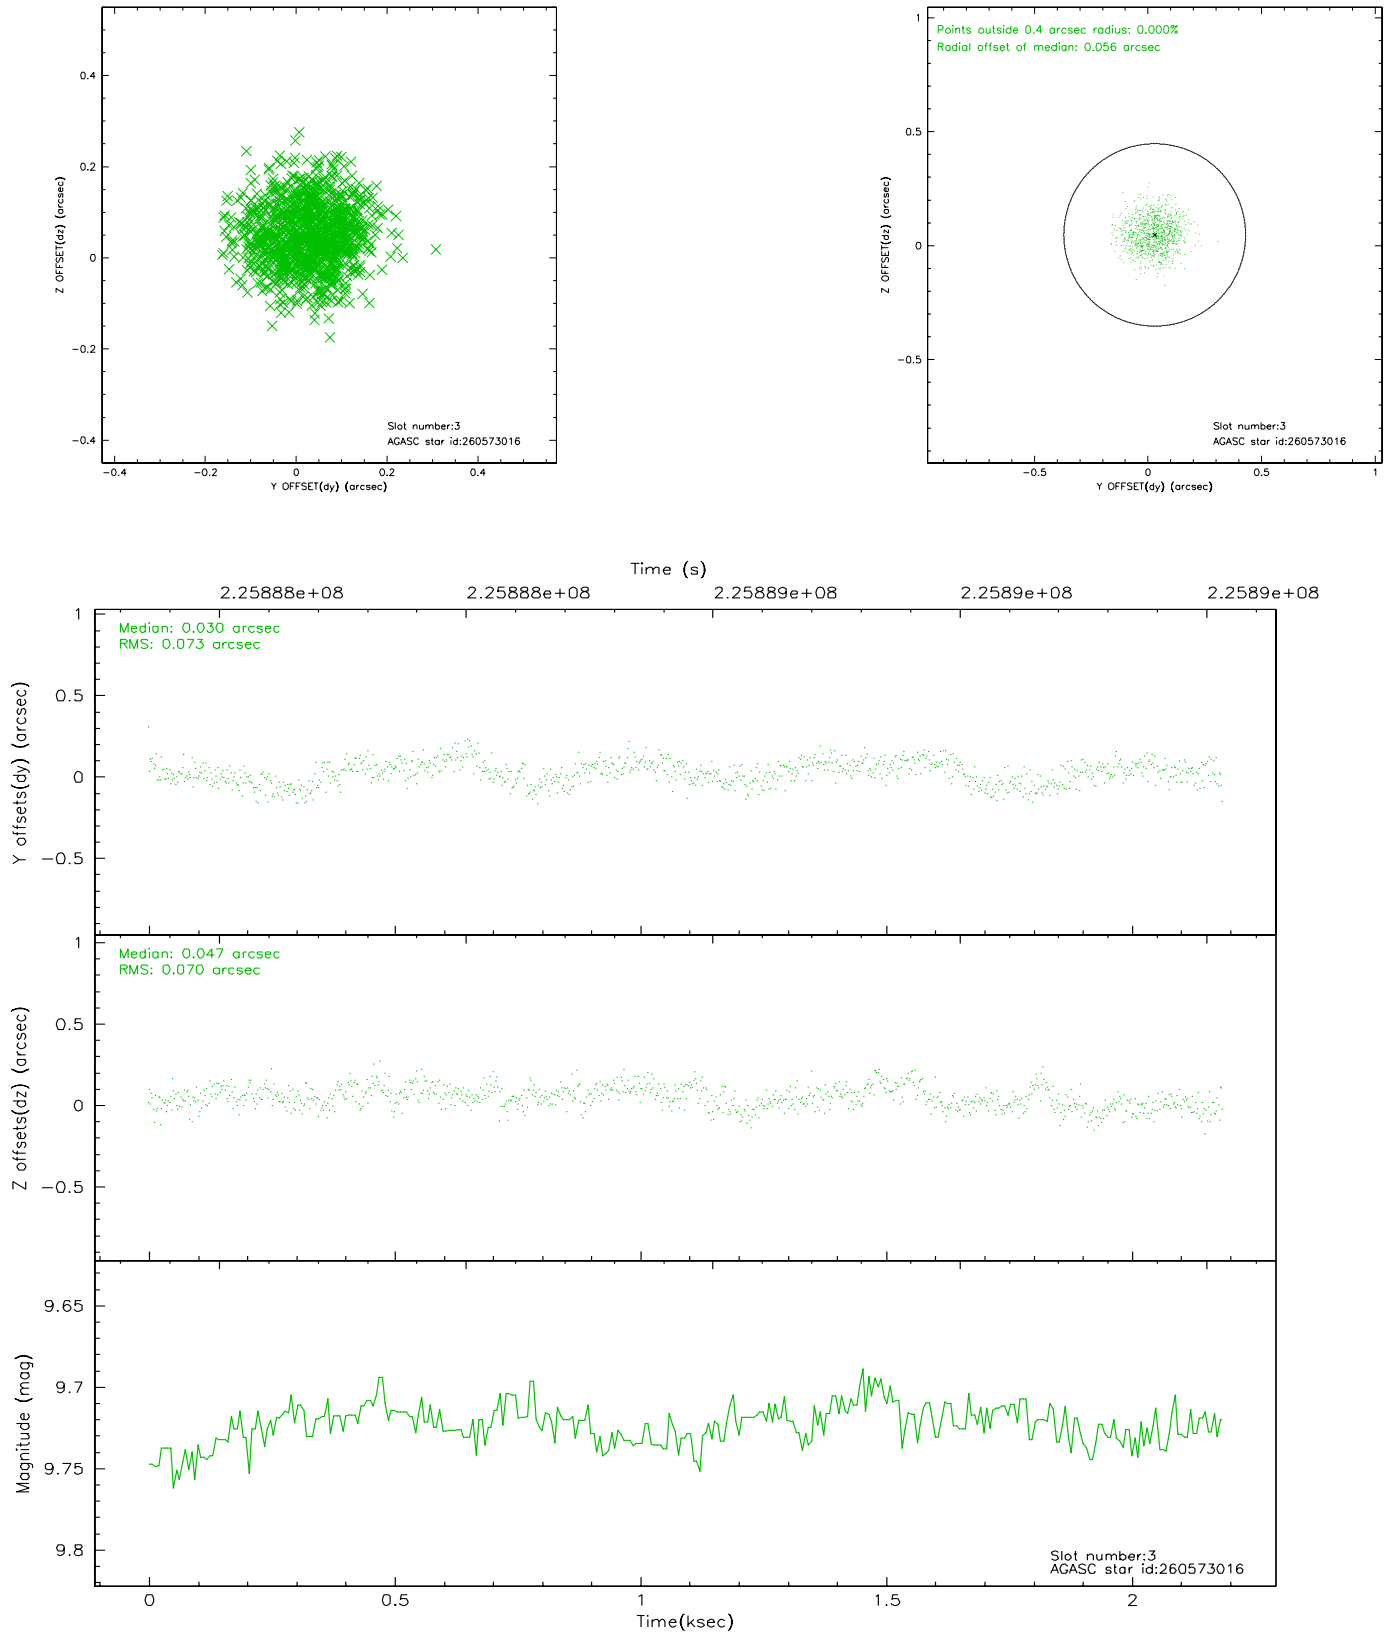 0.4
0.2
0
-0.2
-0.4
Z OFFSET(dz) (arcsec)
Slot number:3
AGASC star id:260573016
-0.4 -0.2 0 0.2 0.4
Y OFFSET(dy) (arcsec)
Points outside 0.4 arcsec radius: 0.000%
Radial offset of median: 0.056 arcsec
1
0.5
0
-0.5
Z OFFSET(dz) (arcsec)
Slot number:3
AGASC star id:260573016
-0.5 0 0.5 1
Y OFFSET(dy) (arcsec)
Time (s)
2.25888e+08 2.25888e+08 2.25889e+08 2.2589e+08 2.2589e+08
Median: 0.030 arcsec
RMS: 0.073 arcsec
1
0.5
0
-0.5
Y offsets(dy) (arcsec)
Median: 0.047 arcsec
RMS: 0.070 arcsec
1
0.5
0
-0.5
Z offsets(dz) (arcsec)
9.65
9.7
9.75
9.8
Magnitude (mag)
Slot number:3
AGASC star id:260573016
0 0.5 1 1.5 2
Time(ksec)